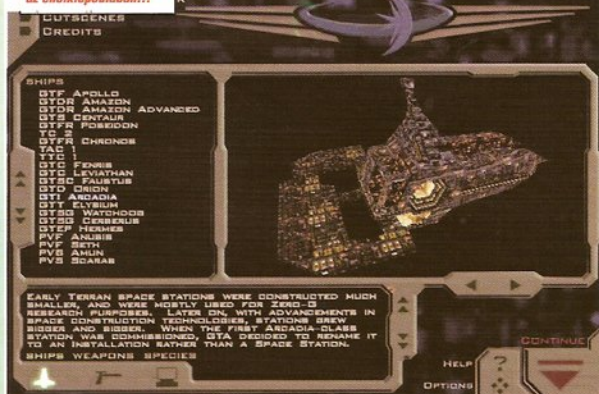 az enciklopédiában...
CUTSCENES
CREDITS
SHIPS
GTF APOLLO
GTDR AMAZON
GTDR AMAZON ADVANCED
GTS CENTAUR
GTFR POSEIDON
TC 2
GTFR CHRONOS
TAC 1
TTC 1
GTC FENRIS
GTC LEVIATHAN
GTSC FAUSTUS
GTD ORION
GTI ARCADIA
GTT ELYSIUM
GTSG WATCHDOG
GTSG CERBERUS
GTEP HERMES
PVF ANUBIS
PVF SETH
PVS AMUN
PVS SCARAB
EARLY TERRAN SPACE STATIONS WERE CONSTRUCTED MUCH
SMALLER, AND WERE MOSTLY USED FOR ZERO-G
RESEARCH PURPOSES. LATER ON, WITH ADVANCEMENTS IN
SPACE CONSTRUCTION TECHNOLOGIES, STATIONS GREW
BIGGER AND BIGGER. WHEN THE FIRST ARCADIA-CLASS
STATION WAS COMMISSIONED, GTA DECIDED TO RENAME IT
TO AN INSTALLATION RATHER THAN A SPACE STATION.
SHIPS WEAPONS SPECIES
CONTINUE
HELP
?
OPTIONS